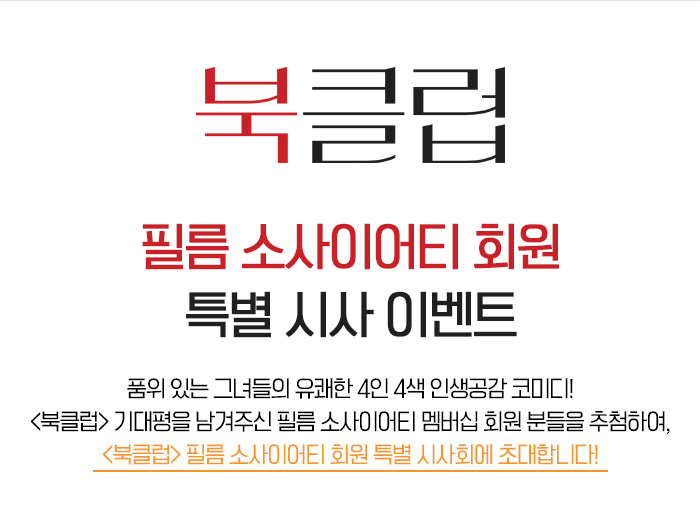 북클럽
필름 소사이어티 회원
특별 시사 이벤트
품위 있는 그녀들의 유쾌한 4인 4색 인생공감 코미디!
<북클럽> 기대평을 남겨주신 필름 소사이어티 멤버십 회원 분들을 추첨하여,
<북클럽> 필름 소사이어티 회원 특별 시사회에 초대합니다!